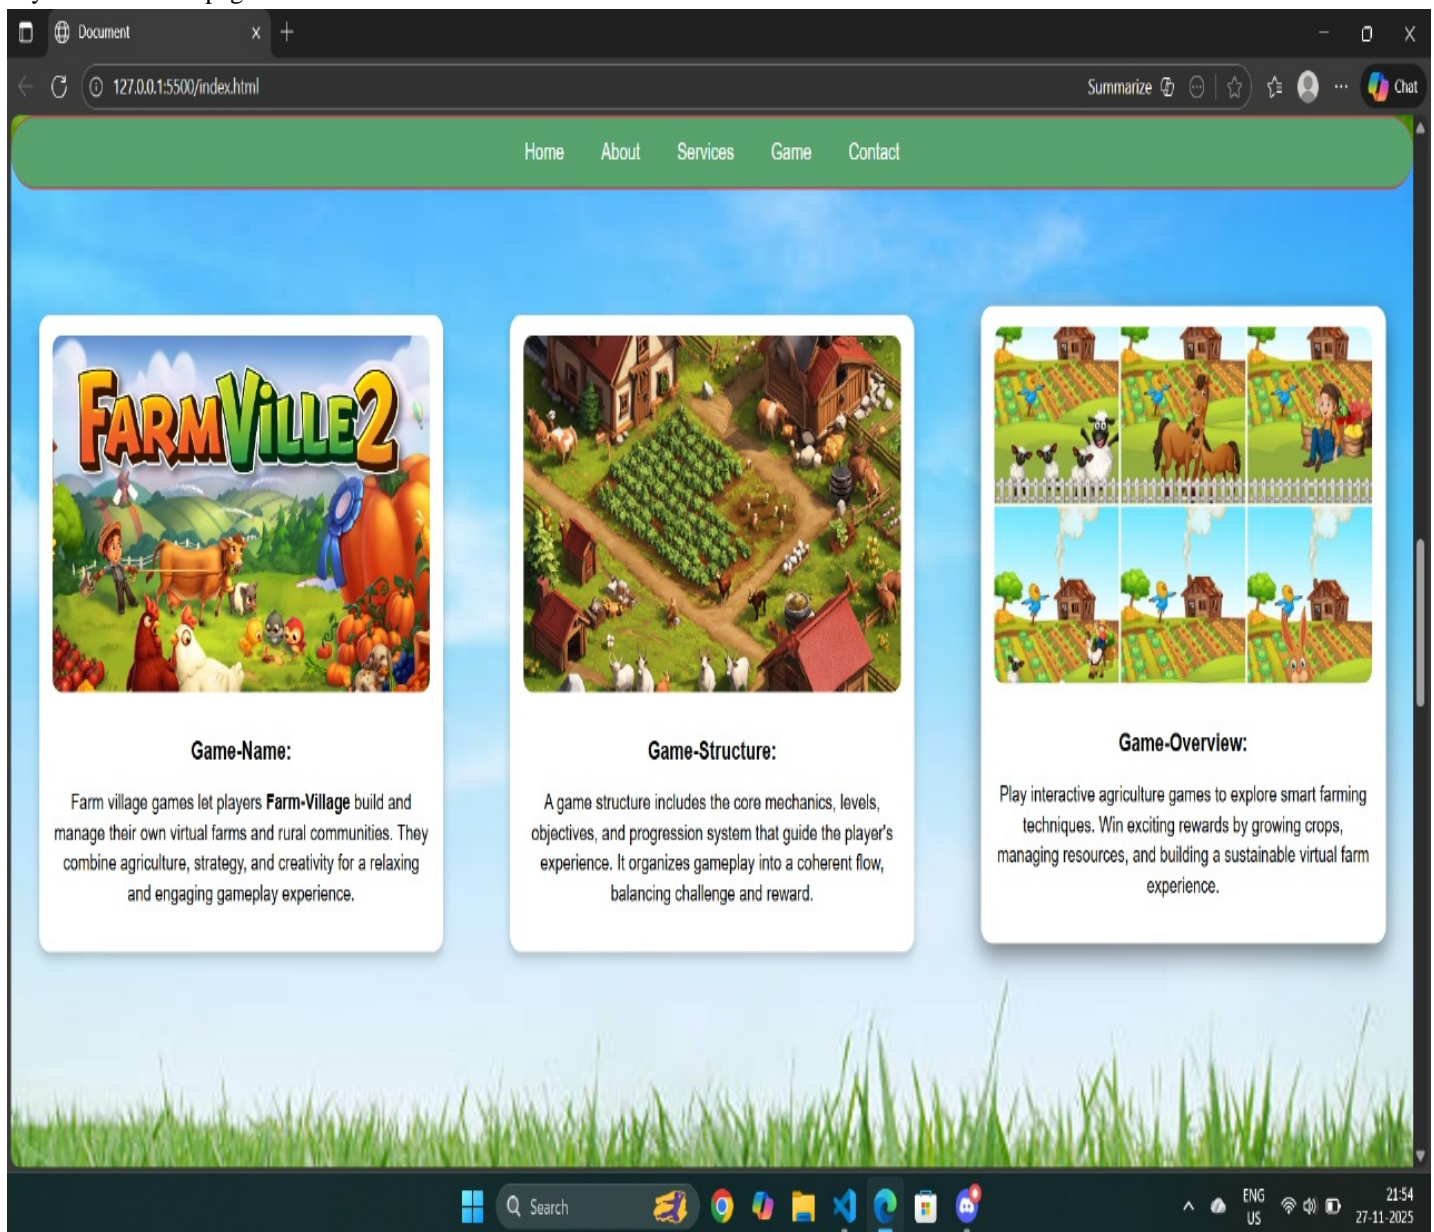 Document
127.0.0.1:5500/index.html
Summarize
Chat
Home About Services Game Contact
FARMVILLE2
Game-Name:
Farm village games let players Farm-Village build and
manage their own virtual farms and rural communities. They
combine agriculture, strategy, and creativity for a relaxing
and engaging gameplay experience.
Game-Structure:
A game structure includes the core mechanics, levels,
objectives, and progression system that guide the player's
experience. It organizes gameplay into a coherent flow,
balancing challenge and reward.
Game-Overview:
Play interactive agriculture games to explore smart farming
techniques. Win exciting rewards by growing crops,
managing resources, and building a sustainable virtual farm
experience.
Search
ENG
US
21:54
27-11-2025